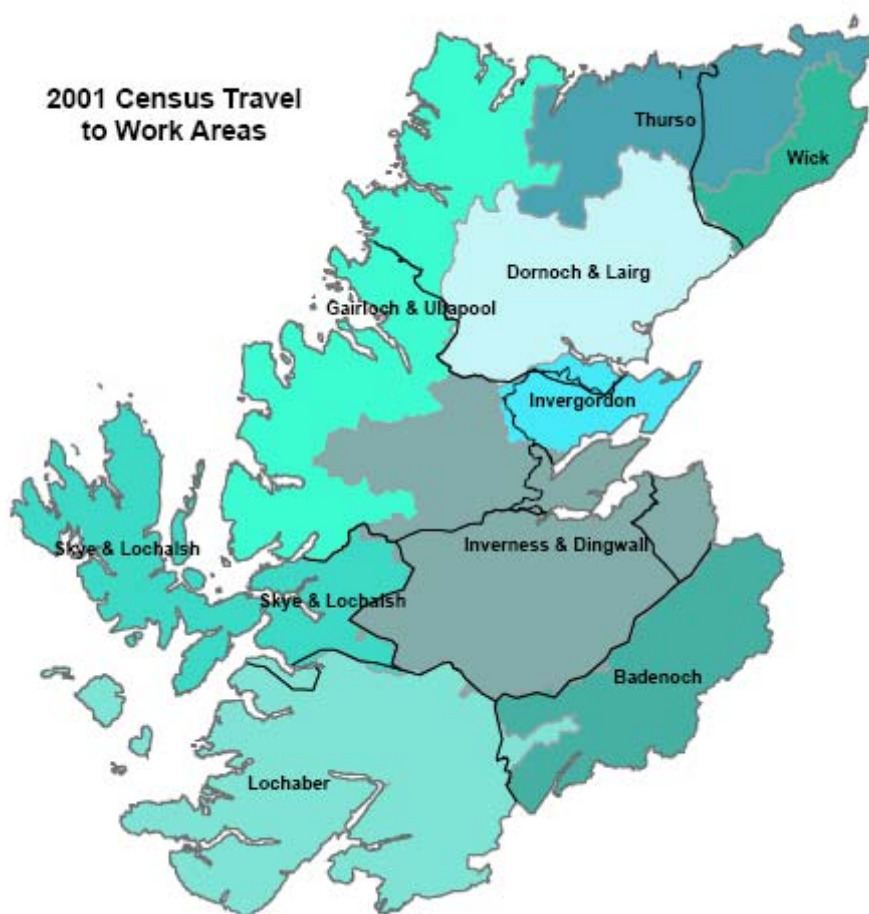 2001 Census Travel
to Work Areas
Thurso
Wick
Dornoch & Lairg
Gairloch & Ullapool
Invergordon
Skye & Lochalsh
Inverness & Dingwall
Skye & Lochalsh
Badenoch
Lochaber